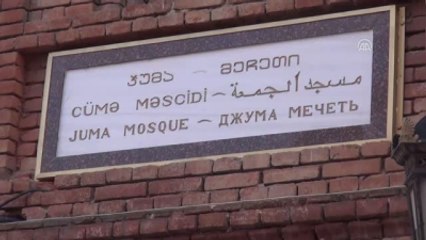 ჯუმა – მეჩეთი
CÜMƏ MƏSCİDİ – مسجد الجمعة
JUMA MOSQUE – ДЖУМА МЕЧЕТЬ